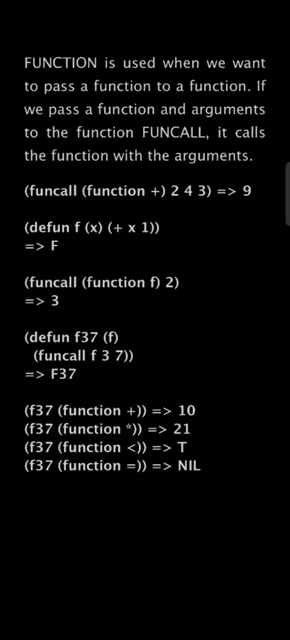 FUNCTION is used when we want
to pass a function to a function. If
we pass a function and arguments
to the function FUNCALL, it calls
the function with the arguments.
(funcall (function +) 2 4 3) => 9
(defun f (x) (+ x 1))
=> F
(funcall (function f) 2)
=> 3
(defun f37 (f)
(funcall f 3 7))
=> F37
(f37 (function +)) => 10
(f37 (function *)) => 21
(f37 (function <)) => T
(f37 (function =)) => NIL